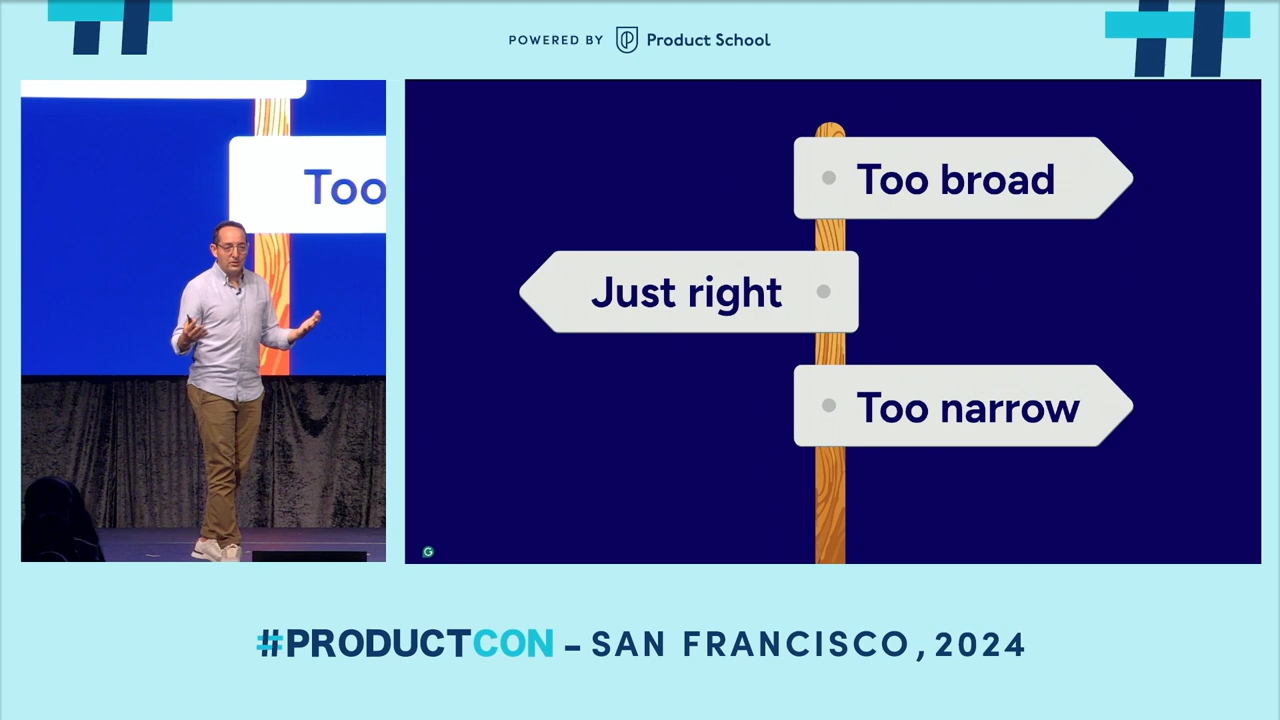 POWERED BY Product School
Too
Too broad
Just right
Too narrow
#PRODUCTCON – SAN FRANCISCO, 2024